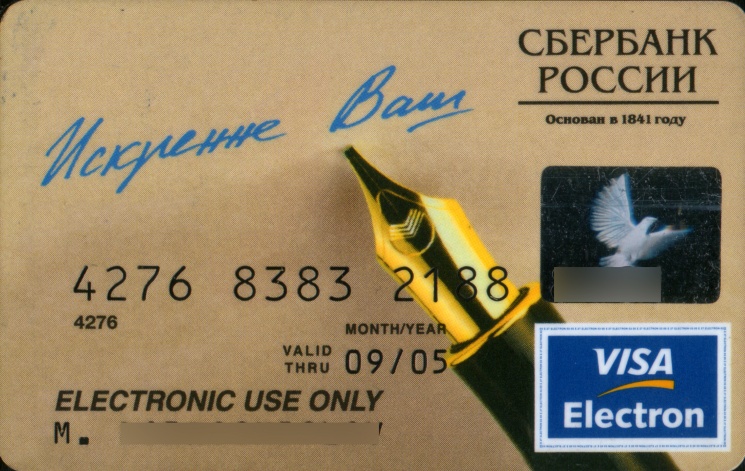 СБЕРБАНК
РОССИИ
Основан в 1841 году
Искренне Ваш
4276 8383 2188
4276
MONTH/YEAR
VALID
THRU 09/05
ELECTRONIC USE ONLY
M.
VISA
Electron